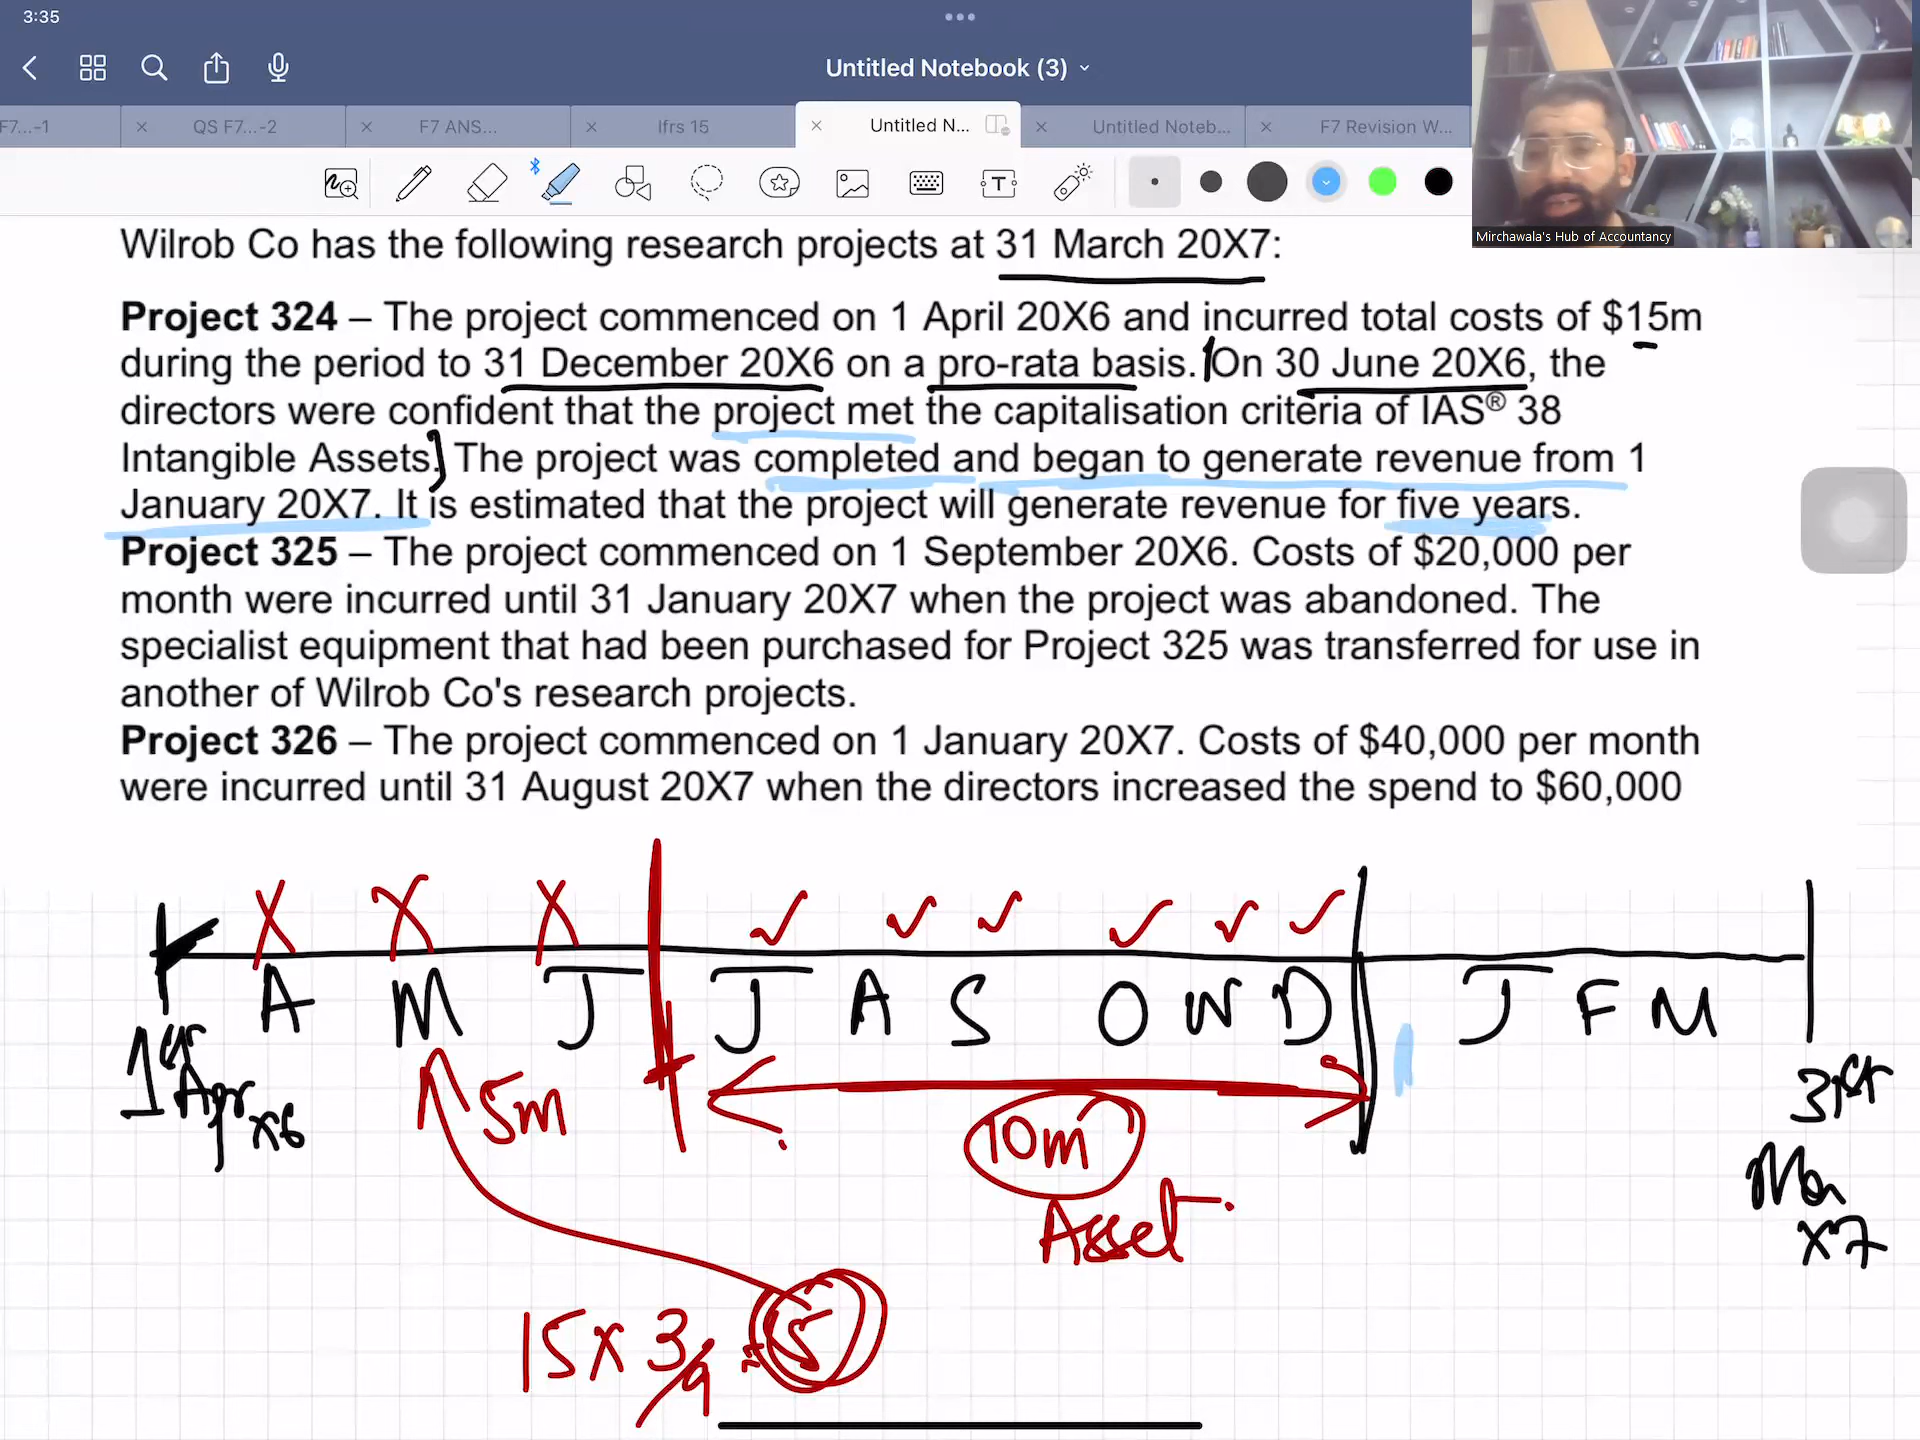 3:35
Untitled Notebook (3)
F7...-1
QS F7...-2
F7 ANS...
Ifrs 15
Untitled N...
Untitled Noteb...
F7 Revision W...
Mirchawala's Hub of Accountancy
Wilrob Co has the following research projects at 31 March 20X7:
Project 324 – The project commenced on 1 April 20X6 and incurred total costs of $15m
during the period to 31 December 20X6 on a pro-rata basis. On 30 June 20X6, the
directors were confident that the project met the capitalisation criteria of IAS® 38
Intangible Assets. The project was completed and began to generate revenue from 1
January 20X7. It is estimated that the project will generate revenue for five years.
Project 325 – The project commenced on 1 September 20X6. Costs of $20,000 per
month were incurred until 31 January 20X7 when the project was abandoned. The
specialist equipment that had been purchased for Project 325 was transferred for use in
another of Wilrob Co's research projects.
Project 326 – The project commenced on 1 January 20X7. Costs of $40,000 per month
were incurred until 31 August 20X7 when the directors increased the spend to $60,000
A M J J A S O N D J F M
1st Apr x6
5m
10m
Asset
31st
Mar
x7
15 x 3/9 = 5